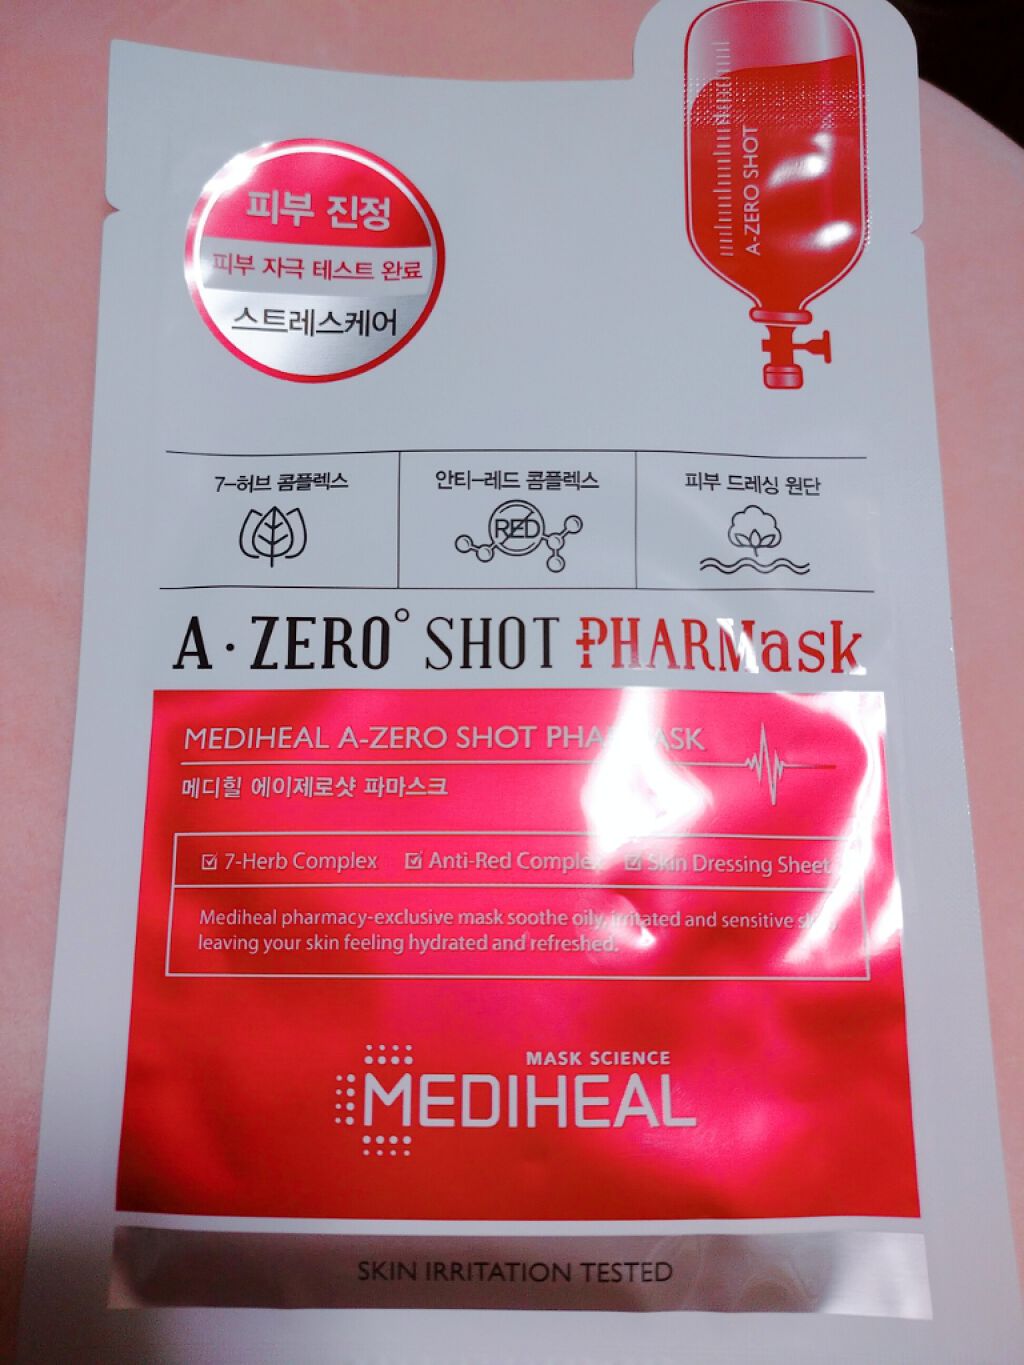 피부 진정
피부 자극 테스트 완료
스트레스케어
A-ZERO SHOT
7-허브 콤플렉스
안티-레드 콤플렉스
피부 드레싱 원단
RED
A·ZERO° SHOT PHARMask
MEDIHEAL A-ZERO SHOT PHARMASK
메디힐 에이제로샷 파마스크
7-Herb Complex Anti-Red Complex Skin Dressing Sheet
Mediheal pharmacy-exclusive mask soothe oily, irritated and sensitive
leaving your skin feeling hydrated and refreshed.
MASK SCIENCE
MEDIHEAL
SKIN IRRITATION TESTED